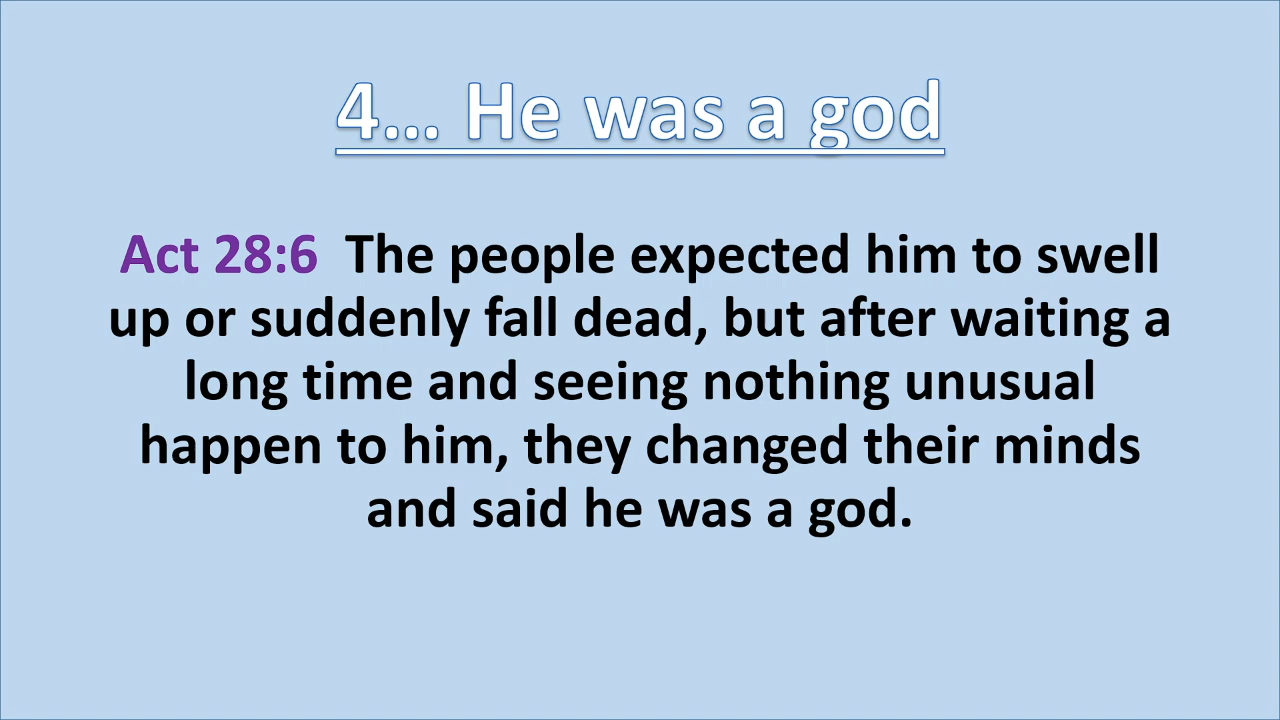 4... He was a god
Act 28:6  The people expected him to swell
up or suddenly fall dead, but after waiting a
long time and seeing nothing unusual
happen to him, they changed their minds
and said he was a god.